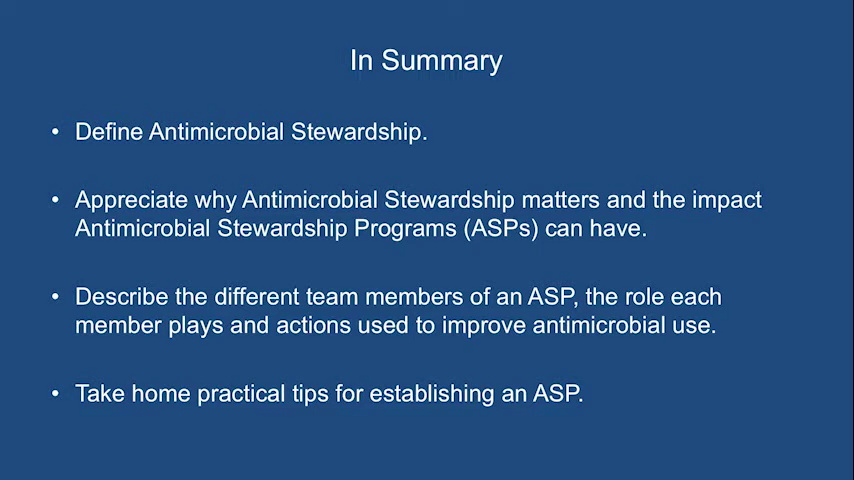 In Summary
• Define Antimicrobial Stewardship.
• Appreciate why Antimicrobial Stewardship matters and the impact
Antimicrobial Stewardship Programs (ASPs) can have.
• Describe the different team members of an ASP, the role each
member plays and actions used to improve antimicrobial use.
• Take home practical tips for establishing an ASP.